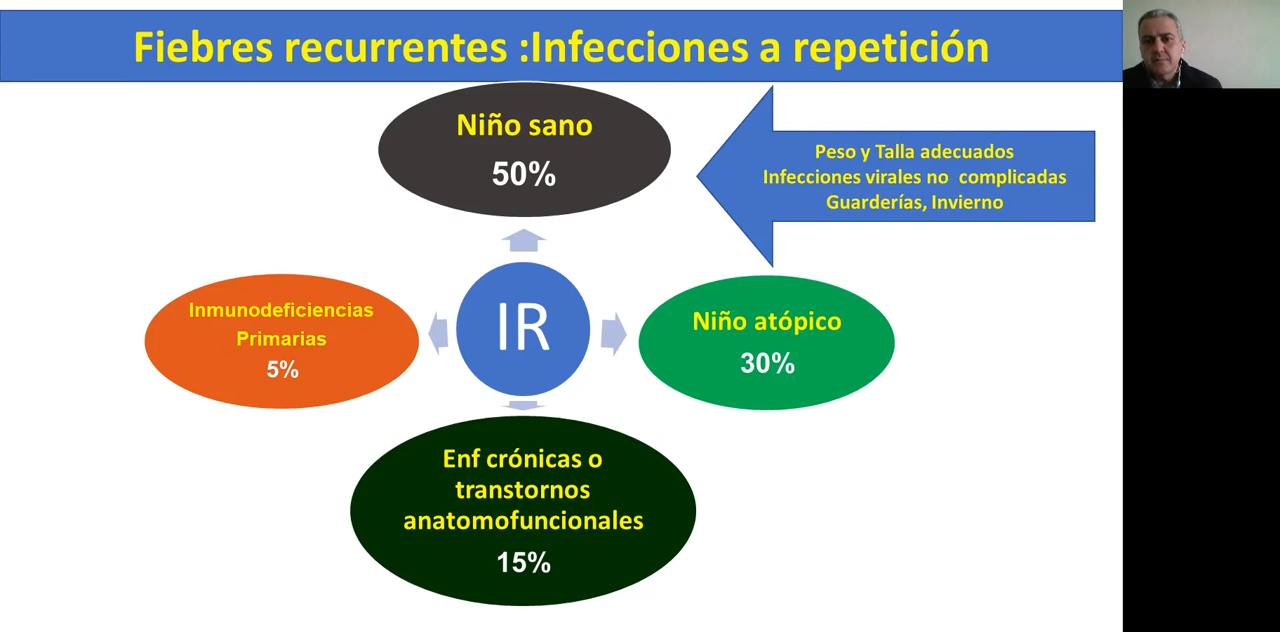 Fiebres recurrentes :Infecciones a repetición
Niño sano
50%
Peso y Talla adecuados
Infecciones virales no complicadas
Guarderías, Invierno
Inmunodeficiencias
Primarias
5%
IR
Niño atópico
30%
Enf crónicas o
transtornos
anatomofuncionales
15%